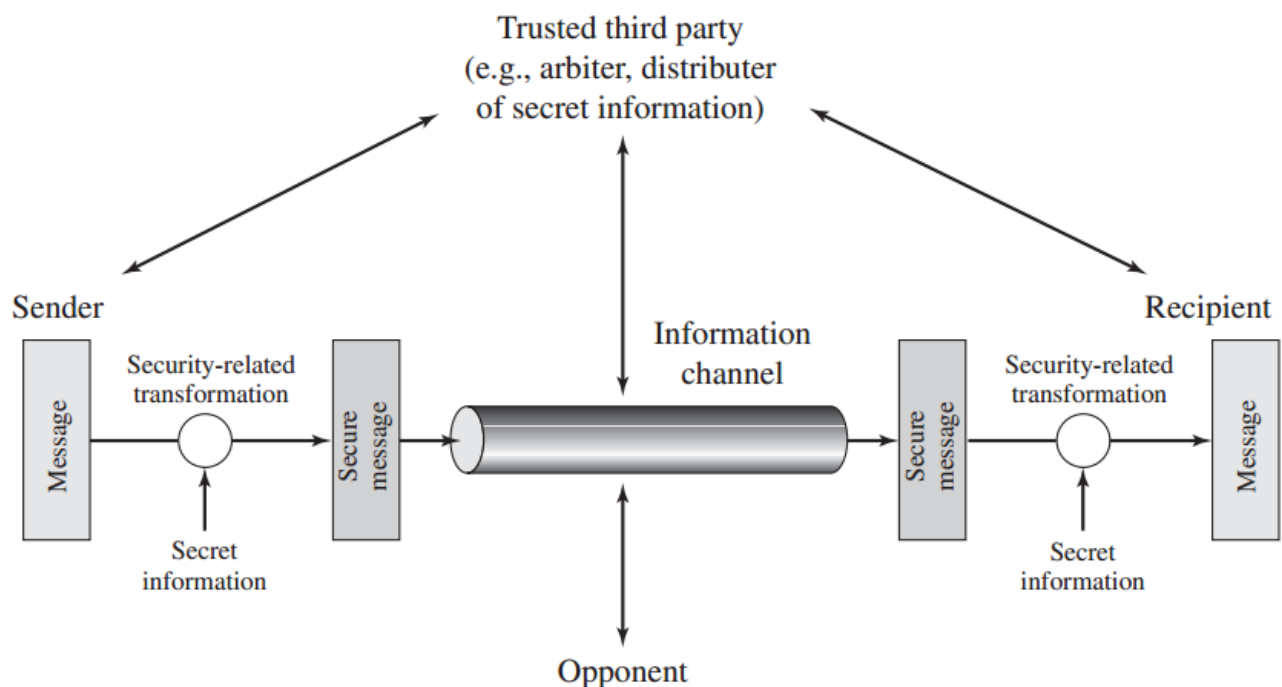 Trusted third party
(e.g., arbiter, distributer
of secret information)
Sender
Recipient
Information
channel
Security-related
transformation
Security-related
transformation
Message
Secure
message
Secure
message
Message
Secret
information
Secret
information
Opponent